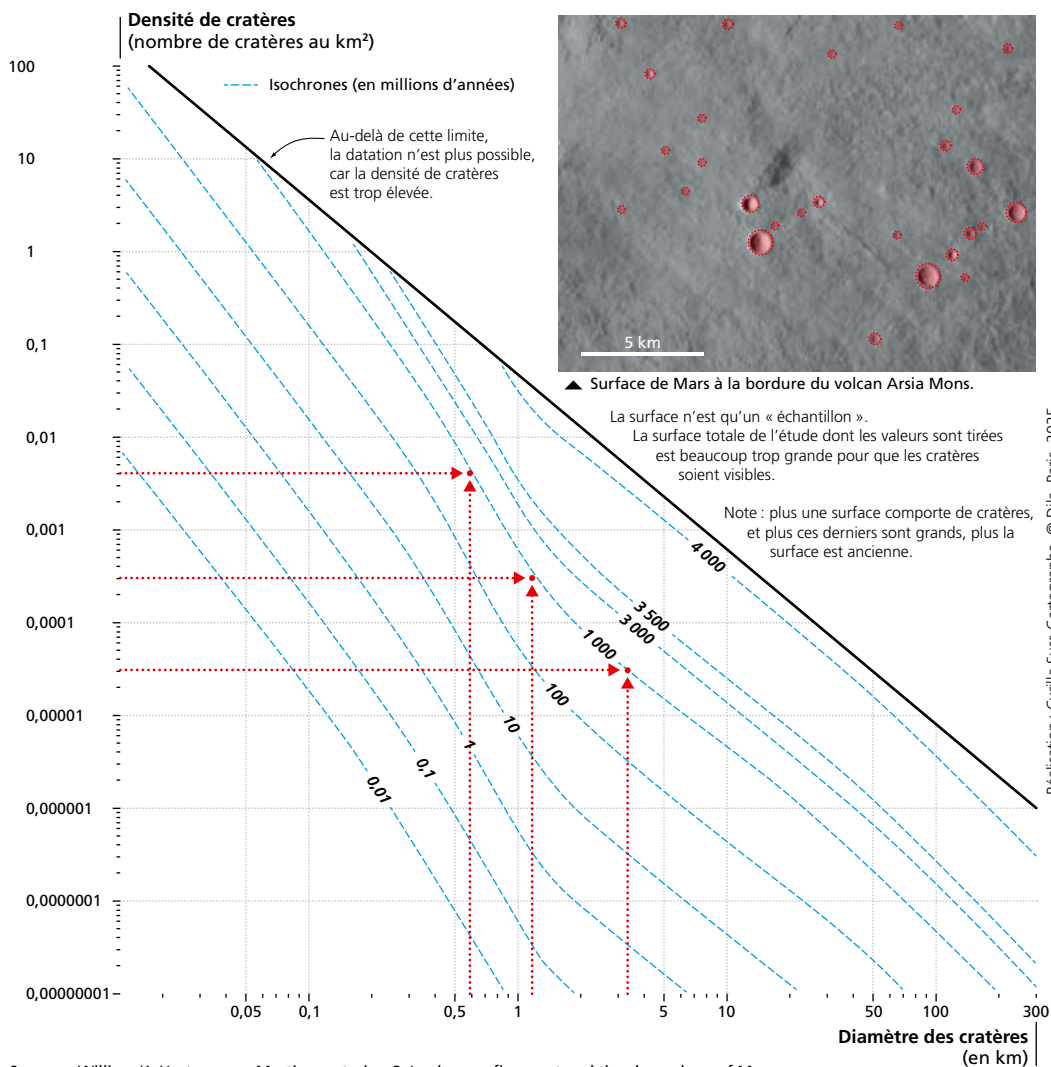 Densité de cratères
(nombre de cratères au km²)
100
10
1
0,1
0,01
0,001
0,0001
0,00001
0,000001
0,0000001
0,00000001
Isochrones (en millions d'années)
Au-delà de cette limite,
la datation n'est plus possible,
car la densité de cratères
est trop élevée.
5 km
▲ Surface de Mars à la bordure du volcan Arsia Mons.
La surface n'est qu'un « échantillon ».
La surface totale de l'étude dont les valeurs sont tirées
est beaucoup trop grande pour que les cratères
soient visibles.
Note : plus une surface comporte de cratères,
et plus ces derniers sont grands, plus la
surface est ancienne.
4 000
3 500
3 000
1 000
100
10
1
0,1
0,01
0,05
0,1
0,5
1
5
10
50
100
300
Diamètre des cratères
(en km)